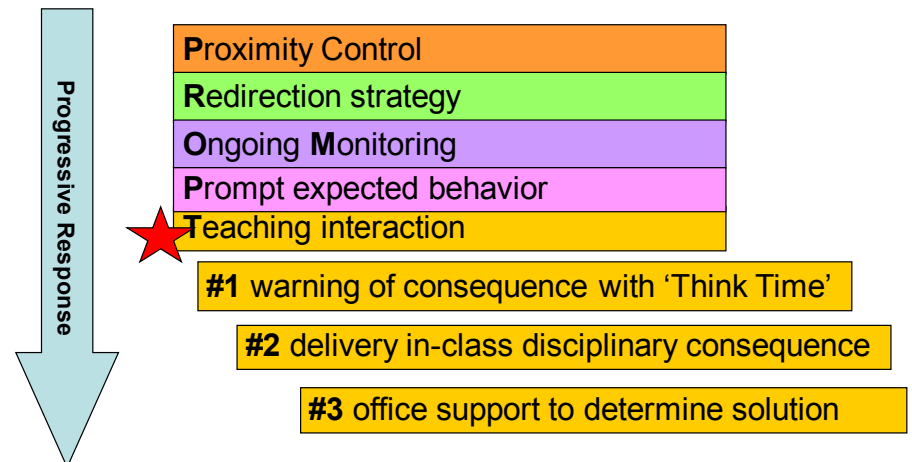 Progressive Response
Proximity Control
Redirection strategy
Ongoing Monitoring
Prompt expected behavior
Teaching interaction
#1 warning of consequence with ‘Think Time’
#2 delivery in-class disciplinary consequence
#3 office support to determine solution